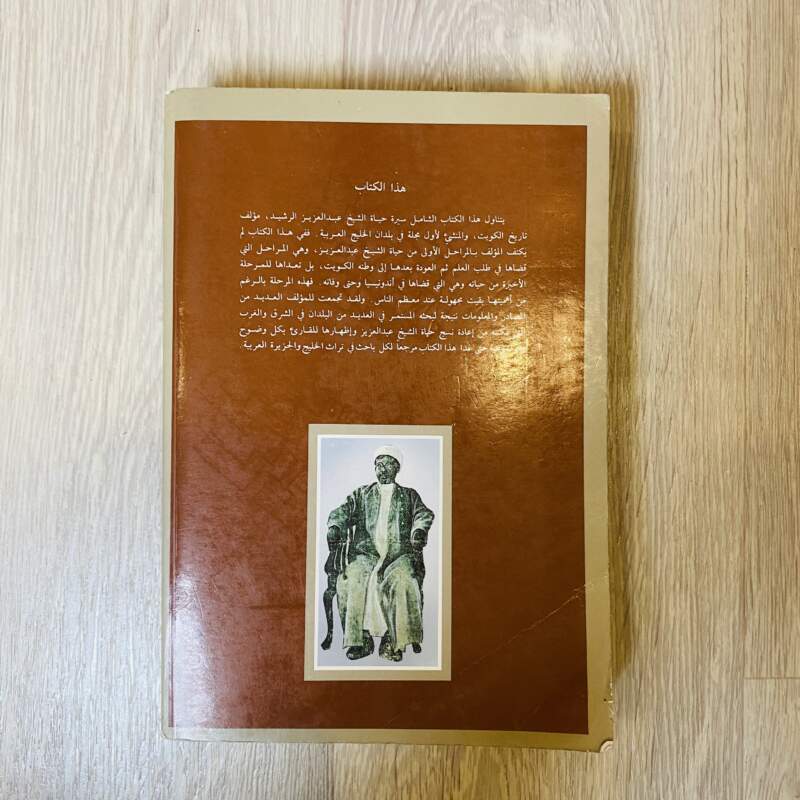 هذا الكتاب
يتناول هذا الكتاب الشامل سيرة حياة الشيخ عبدالعزيز الرشيد، مؤلف
تاريخ الكويت، والمنشئ لأول مجلة في بلدان الخليج العربية. ففي هذا الكتاب لم
يكتف المؤلف بالمراحل الأولى من حياة الشيخ عبدالعزيز، وهي المراحل التي
قضاها في طلب العلم ثم العودة بعدها إلى وطنه الكويت، بل تعداها للمرحلة
الأخيرة من حياته وهي التي قضاها في أندونيسيا وحتى وفاته. فهذه المرحلة بالرغم
من أهميتها بقيت مجهولة عند معظم الناس. ولقد تجمعت للمؤلف العديد من
المصادر والمعلومات نتيجة لبحثه المستمر في العديد من البلدان في الشرق والغرب
مكنته من إعادة نسج حياة الشيخ عبدالعزيز وإظهارها للقارئ بكل وضوح
حتى غدا هذا الكتاب مرجعاً لكل باحث في تراث الخليج والجزيرة العربية.